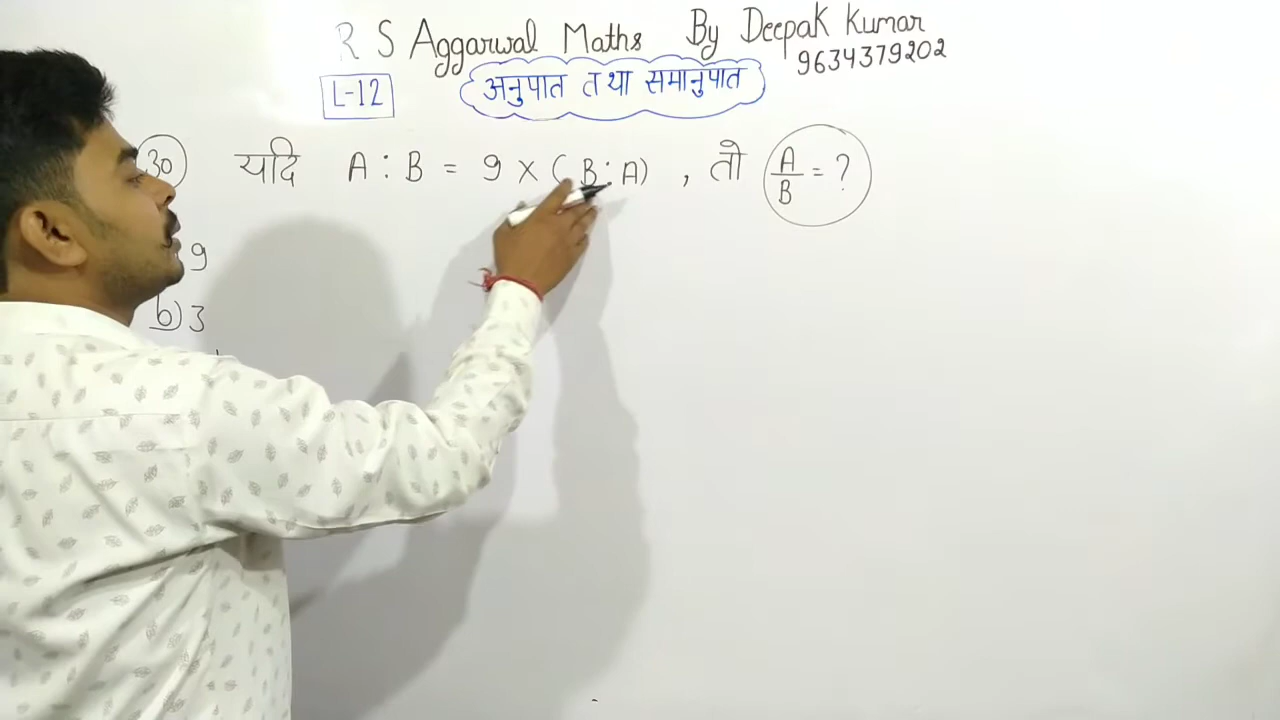 R S Aggarwal Maths By Deepak Kumar
9634379202
L-12
अनुपात तथा समानुपात
30 यदि A : B = 9 × ( B : A) , तो A/B = ?
9
b) 3